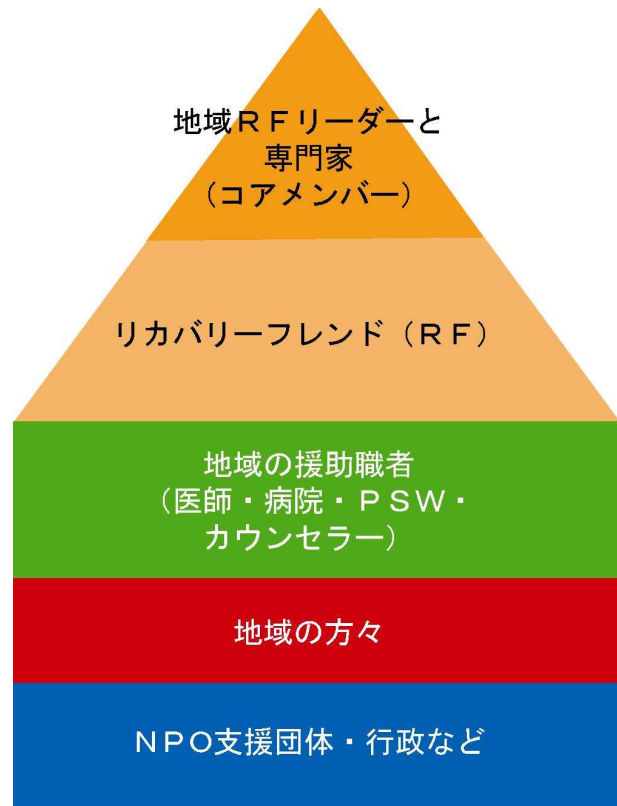 地域ＲＦリーダーと
専門家
（コアメンバー）
リカバリーフレンド（ＲＦ）
地域の援助職者
（医師・病院・ＰＳＷ・
カウンセラー）
地域の方々
ＮＰＯ支援団体・行政など